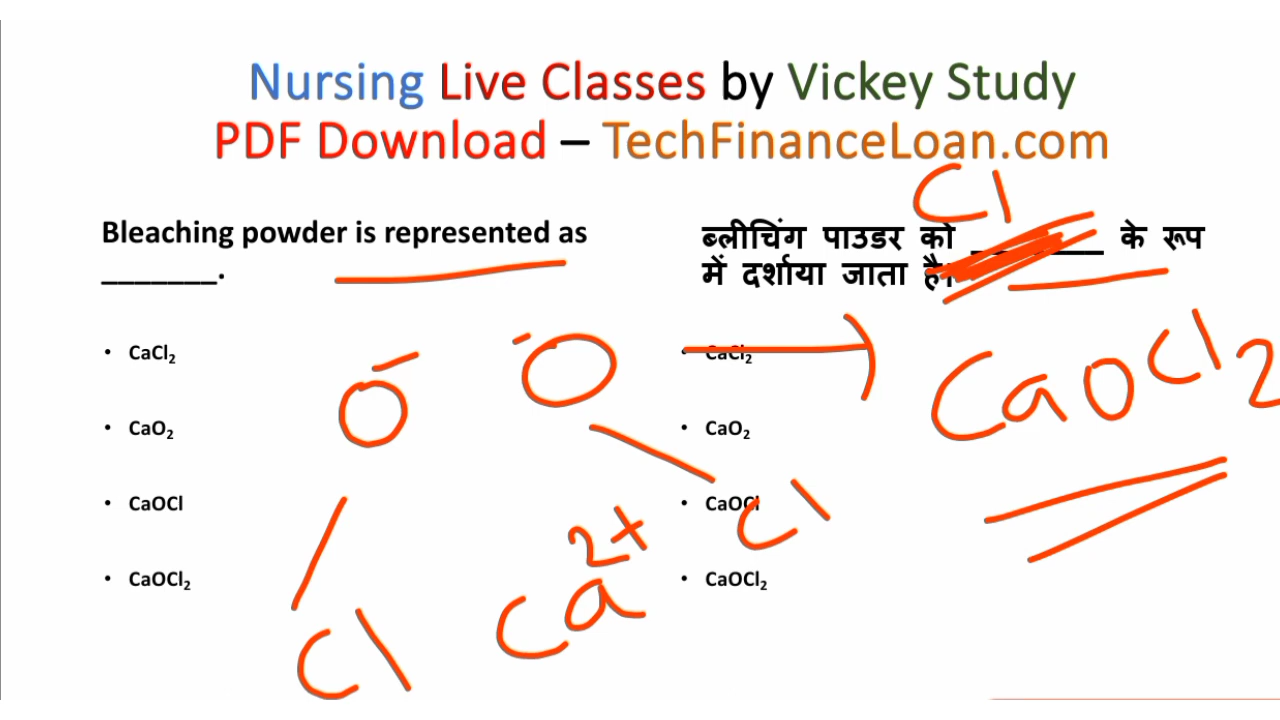 Nursing Live Classes by Vickey Study
PDF Download – TechFinanceLoan.com
Bleaching powder is represented as
_______.
• CaCl₂
• CaO₂
• CaOCl
• CaOCl₂
ब्लीचिंग पाउडर को ________ के रूप
में दर्शाया जाता है।
• CaCl₂
• CaO₂
• CaOCl
• CaOCl₂
Cl
CaOCl2
O-
-O
Cl
Ca2+
Cl